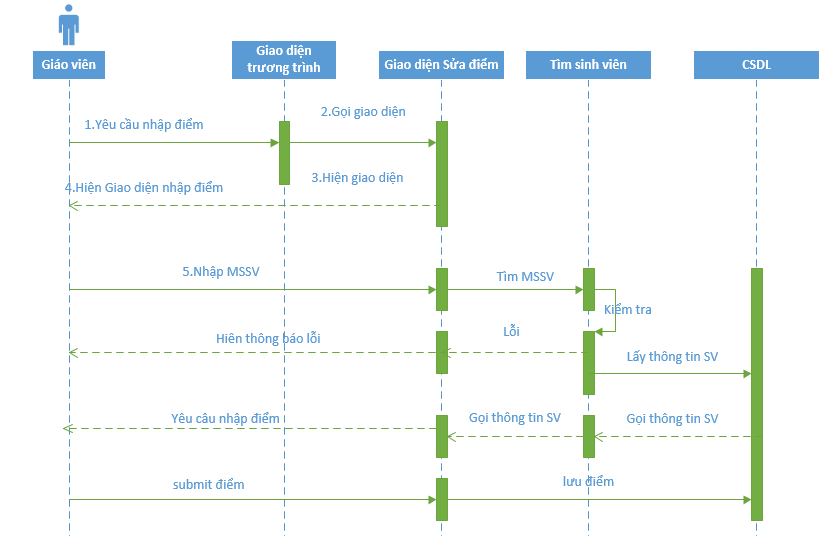 Giáo viên
Giao diện
trương trình
Giao diện Sửa điểm
Tìm sinh viên
CSDL
1.Yêu cầu nhập điểm
2.Gọi giao diện
3.Hiện giao diện
4.Hiện Giao diện nhập điểm
5.Nhập MSSV
Tìm MSSV
Kiểm tra
Lỗi
Hiên thông báo lỗi
Lấy thông tin SV
Yêu câu nhập điểm
Gọi thông tin SV
Gọi thông tin SV
submit điểm
lưu điểm